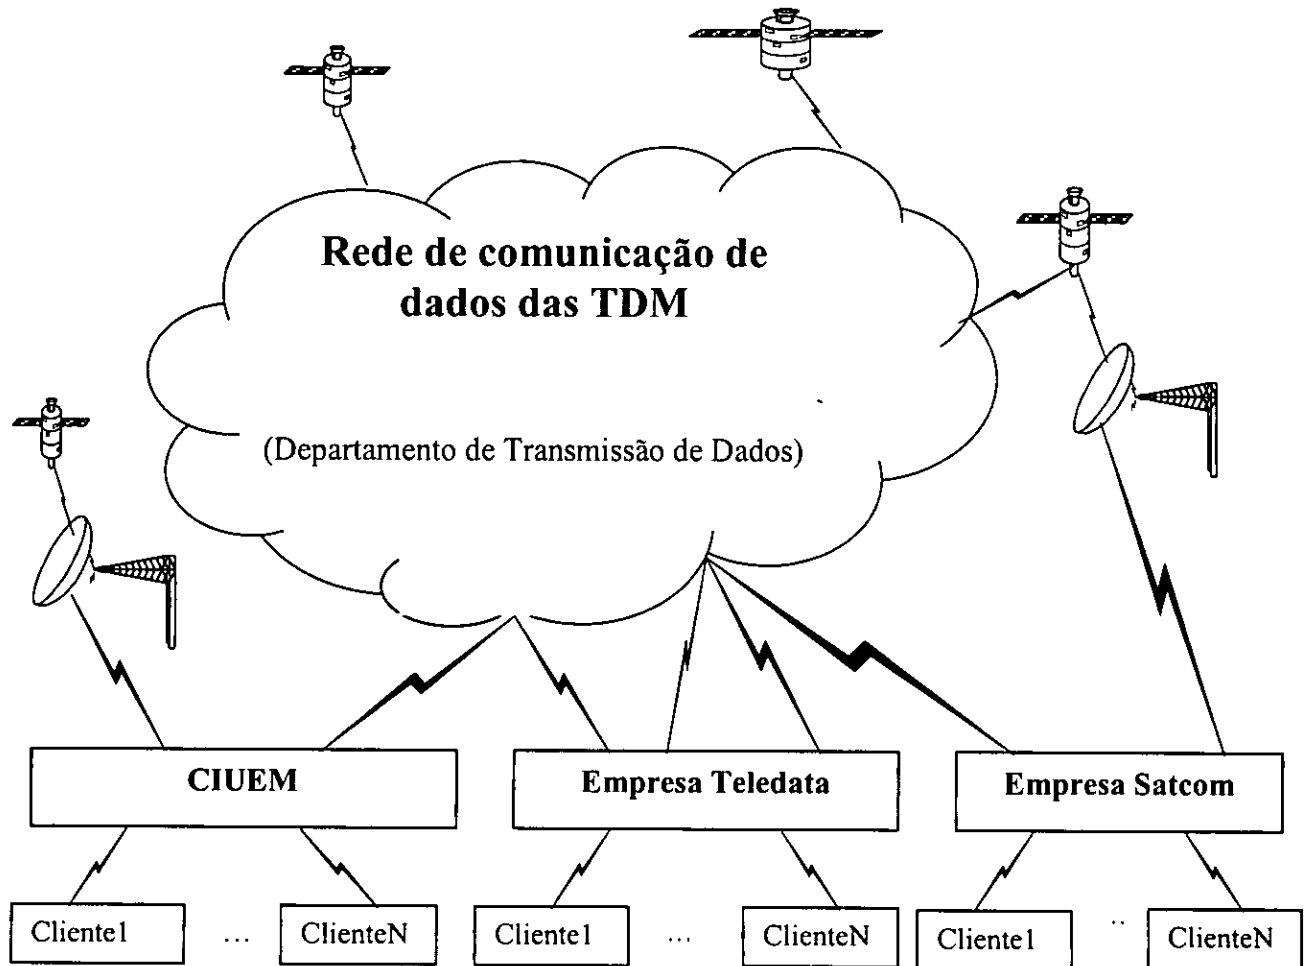 Rede de comunicação de
dados das TDM
(Departamento de Transmissão de Dados)
CIUEM
Empresa Teledata
Empresa Satcom
Cliente1 ... ClienteN
Cliente1 ... ClienteN
Cliente1 .. ClienteN